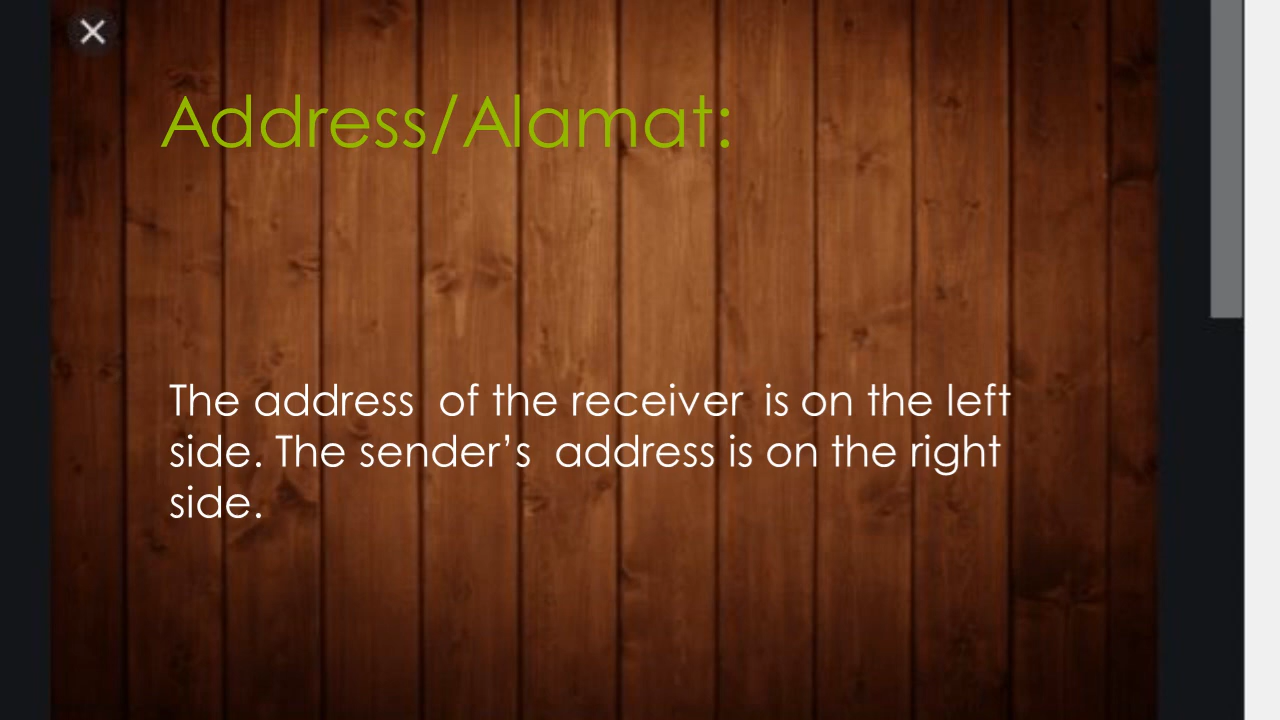 Address/Alamat:
The address of the receiver is on the left
side. The sender’s address is on the right
side.